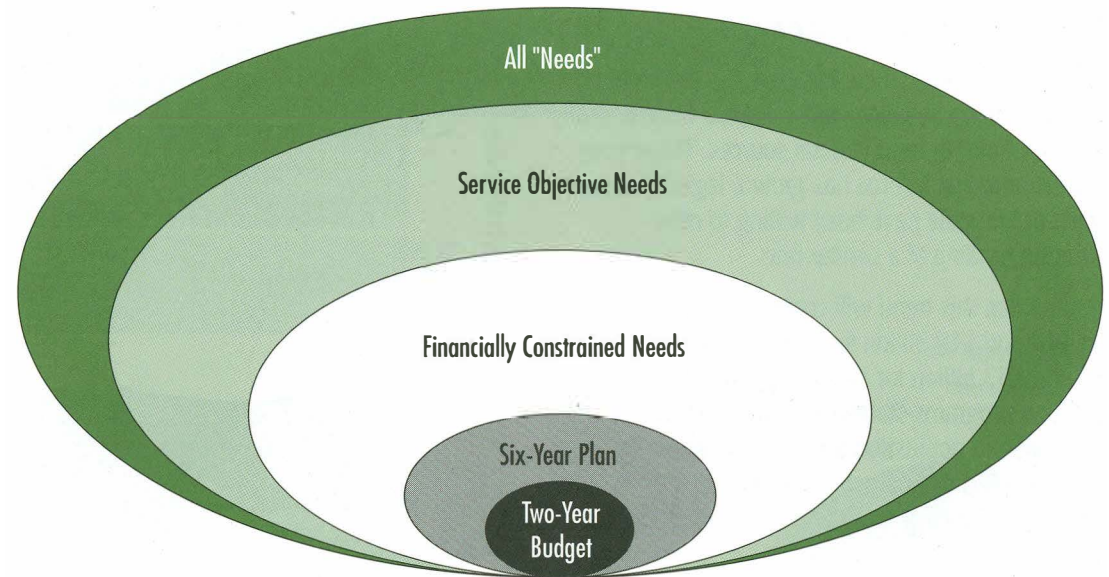 All "Needs"
Service Objective Needs
Financially Constrained Needs
Six-Year Plan
Two-Year
Budget